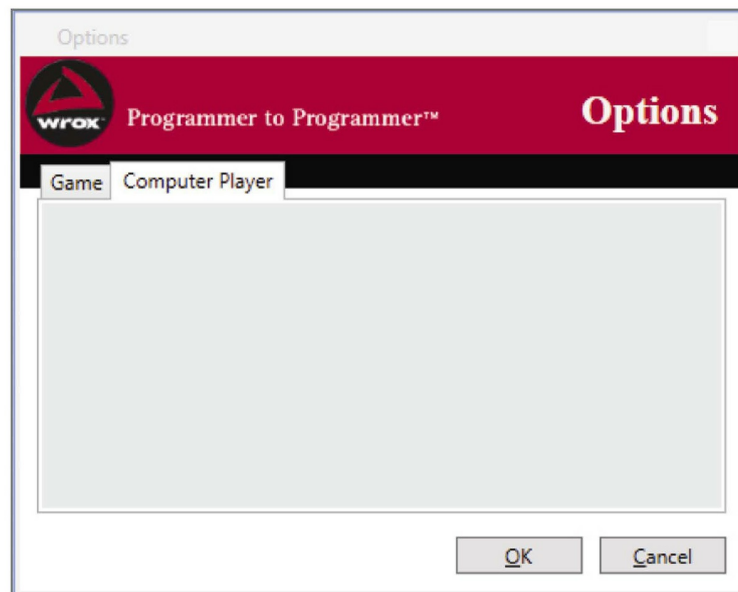 Options
wrox
Programmer to Programmer™
Options
Game
Computer Player
OK
Cancel